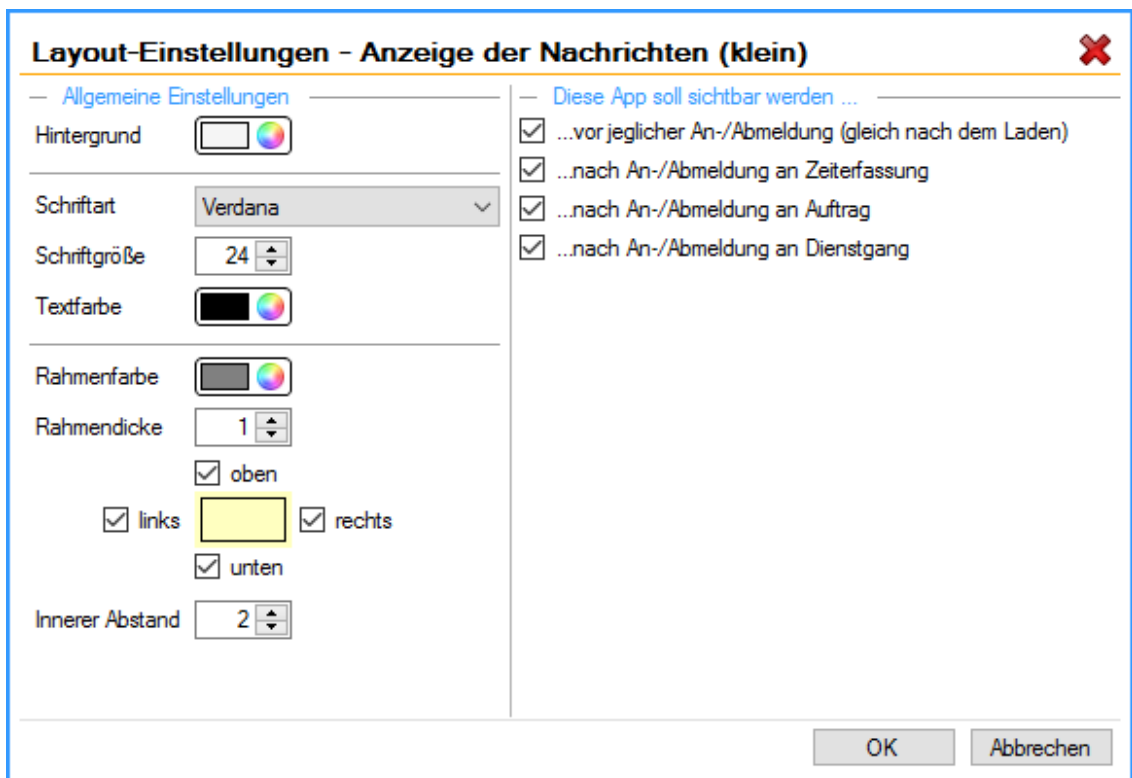 Layout-Einstellungen - Anzeige der Nachrichten (klein)
Allgemeine Einstellungen
Hintergrund
Schriftart Verdana
Schriftgröße 24
Textfarbe
Rahmenfarbe
Rahmendicke 1
oben
links rechts
unten
Innerer Abstand 2
Diese App soll sichtbar werden ...
...vor jeglicher An-/Abmeldung (gleich nach dem Laden)
...nach An-/Abmeldung an Zeiterfassung
...nach An-/Abmeldung an Auftrag
...nach An-/Abmeldung an Dienstgang
OK Abbrechen